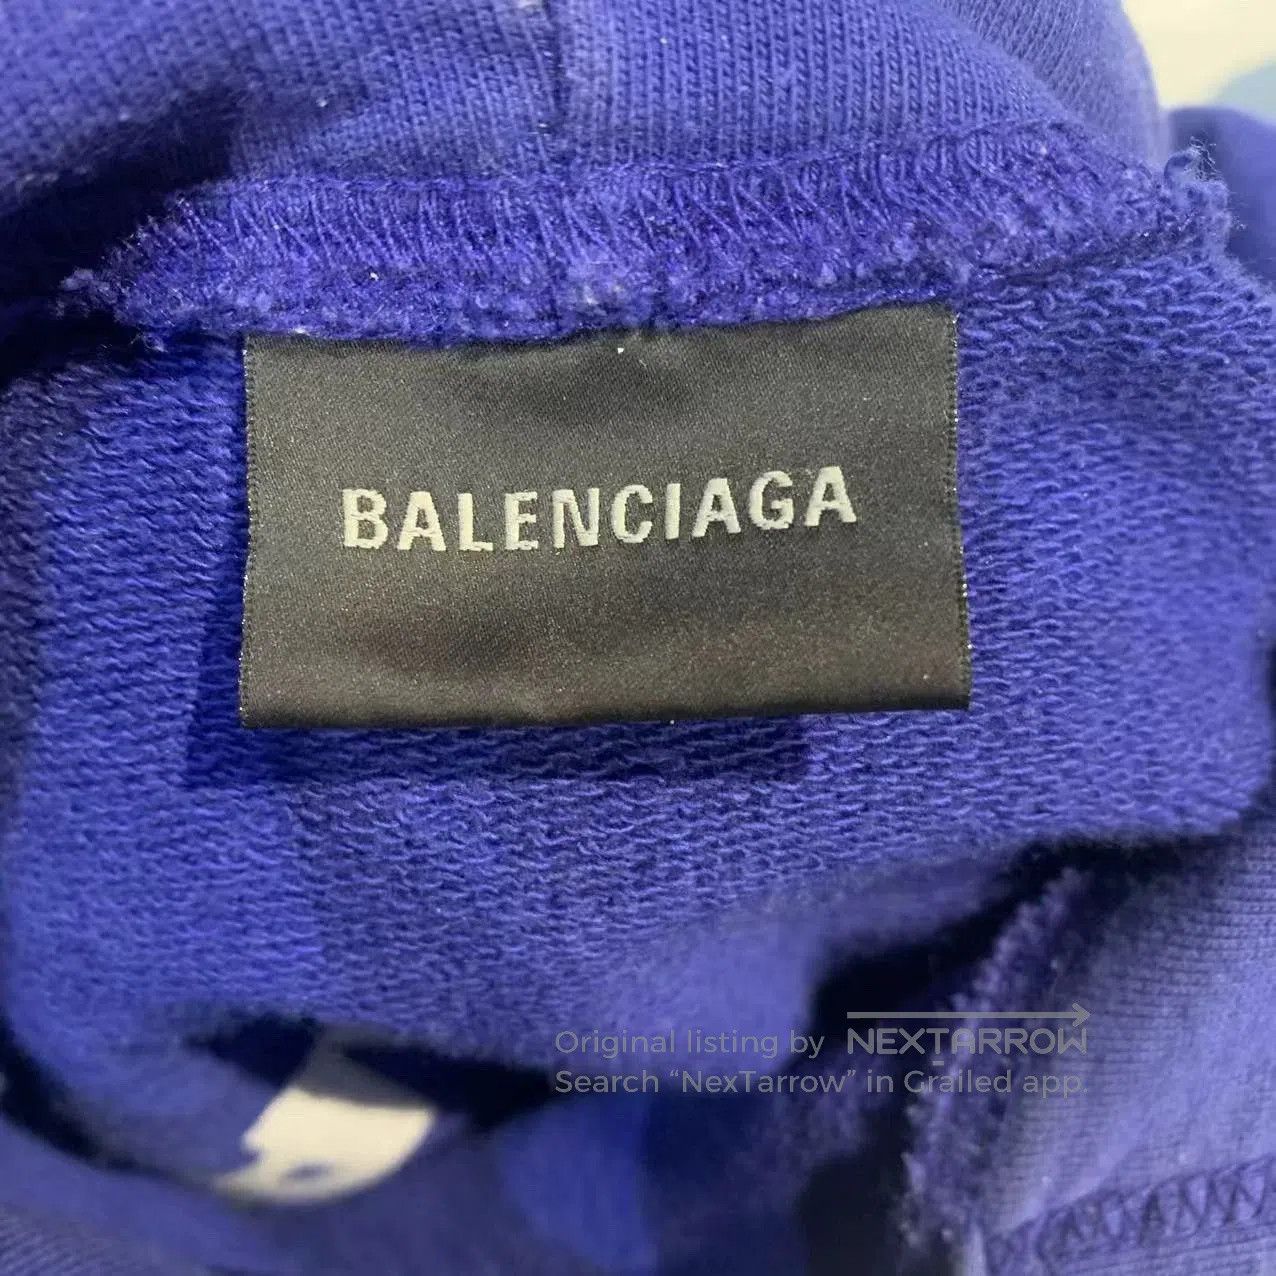 BALENCIAGA
Original listing by NEXTARROW
Search “NexTarrow” in Grailed app.